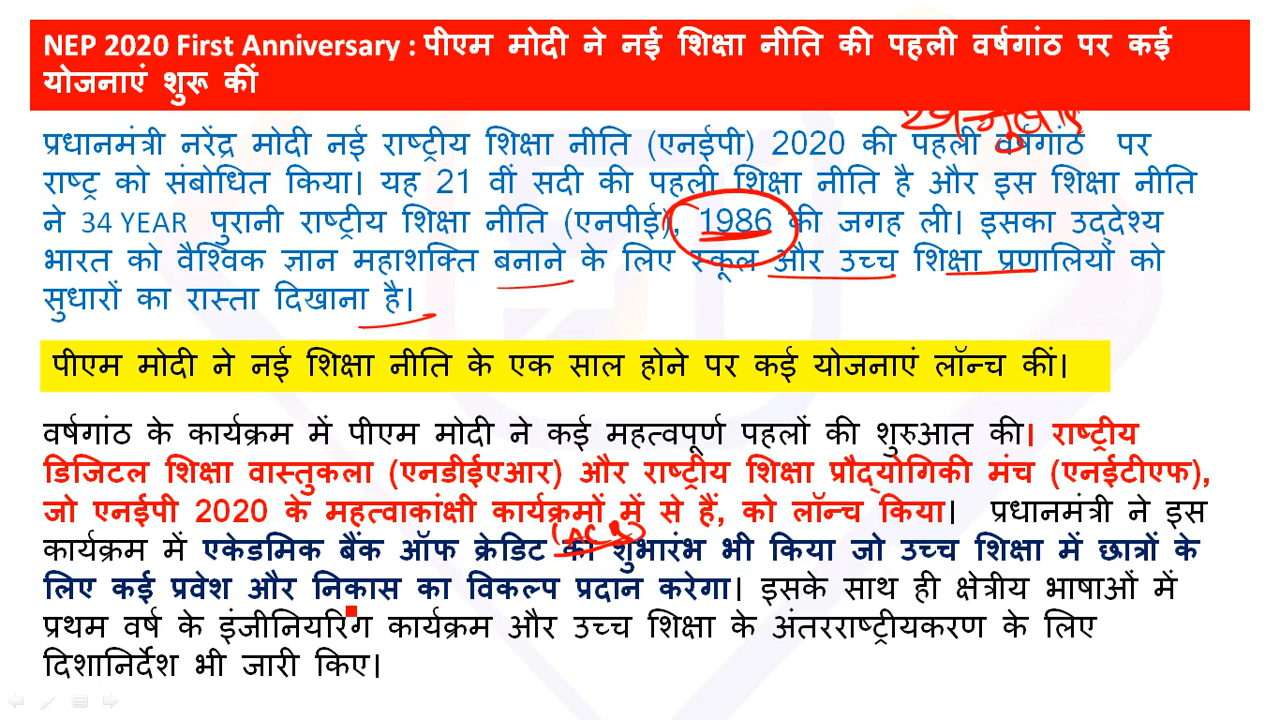 NEP 2020 First Anniversary : पीएम मोदी ने नई शिक्षा नीति की पहली वर्षगांठ पर कई
योजनाएं शुरू कीं
प्रधानमंत्री नरेंद्र मोदी नई राष्ट्रीय शिक्षा नीति (एनईपी) 2020 की पहली वर्षगांठ पर
राष्ट्र को संबोधित किया। यह 21 वीं सदी की पहली शिक्षा नीति है और इस शिक्षा नीति
ने 34 YEAR पुरानी राष्ट्रीय शिक्षा नीति (एनपीई), 1986 की जगह ली। इसका उद्देश्य
भारत को वैश्विक ज्ञान महाशक्ति बनाने के लिए स्कूल और उच्च शिक्षा प्रणालियों को
सुधारों का रास्ता दिखाना है।
पीएम मोदी ने नई शिक्षा नीति के एक साल होने पर कई योजनाएं लॉन्च कीं।
वर्षगांठ के कार्यक्रम में पीएम मोदी ने कई महत्वपूर्ण पहलों की शुरुआत की। राष्ट्रीय
डिजिटल शिक्षा वास्तुकला (एनडीईएआर) और राष्ट्रीय शिक्षा प्रौद्योगिकी मंच (एनईटीएफ),
जो एनईपी 2020 के महत्वाकांक्षी कार्यक्रमों में से हैं, को लॉन्च किया। प्रधानमंत्री ने इस
कार्यक्रम में एकेडमिक बैंक ऑफ क्रेडिट का शुभारंभ भी किया जो उच्च शिक्षा में छात्रों के
लिए कई प्रवेश और निकास का विकल्प प्रदान करेगा। इसके साथ ही क्षेत्रीय भाषाओं में
प्रथम वर्ष के इंजीनियरिंग कार्यक्रम और उच्च शिक्षा के अंतरराष्ट्रीयकरण के लिए
दिशानिर्देश भी जारी किए।